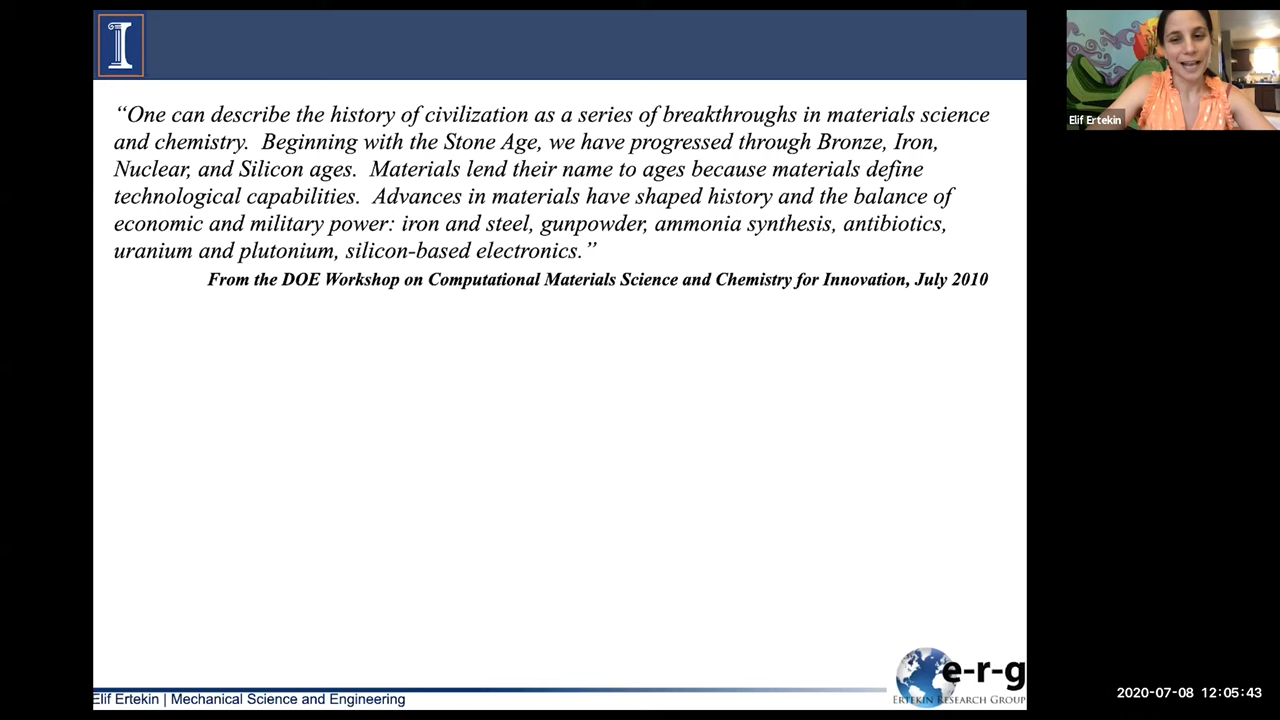 “One can describe the history of civilization as a series of breakthroughs in materials science
and chemistry.  Beginning with the Stone Age, we have progressed through Bronze, Iron,
Nuclear, and Silicon ages.  Materials lend their name to ages because materials define
technological capabilities.  Advances in materials have shaped history and the balance of
economic and military power: iron and steel, gunpowder, ammonia synthesis, antibiotics,
uranium and plutonium, silicon-based electronics.”
From the DOE Workshop on Computational Materials Science and Chemistry for Innovation, July 2010
Elif Ertekin
e-r-g
ERTEKIN RESEARCH GROUP
Elif Ertekin | Mechanical Science and Engineering
2020-07-08 12:05:43